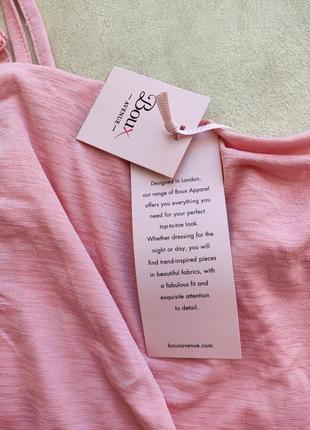 Boux
— AVENUE —
Designed in London,
our range of Boux Apparel
offers you everything you
need for your perfect
top-to-toe look.
Whether dressing for the
night or day, you will
find trend-inspired pieces
in beautiful fabrics, with
a fabulous fit and
exquisite attention
to detail.
bouxavenue.com